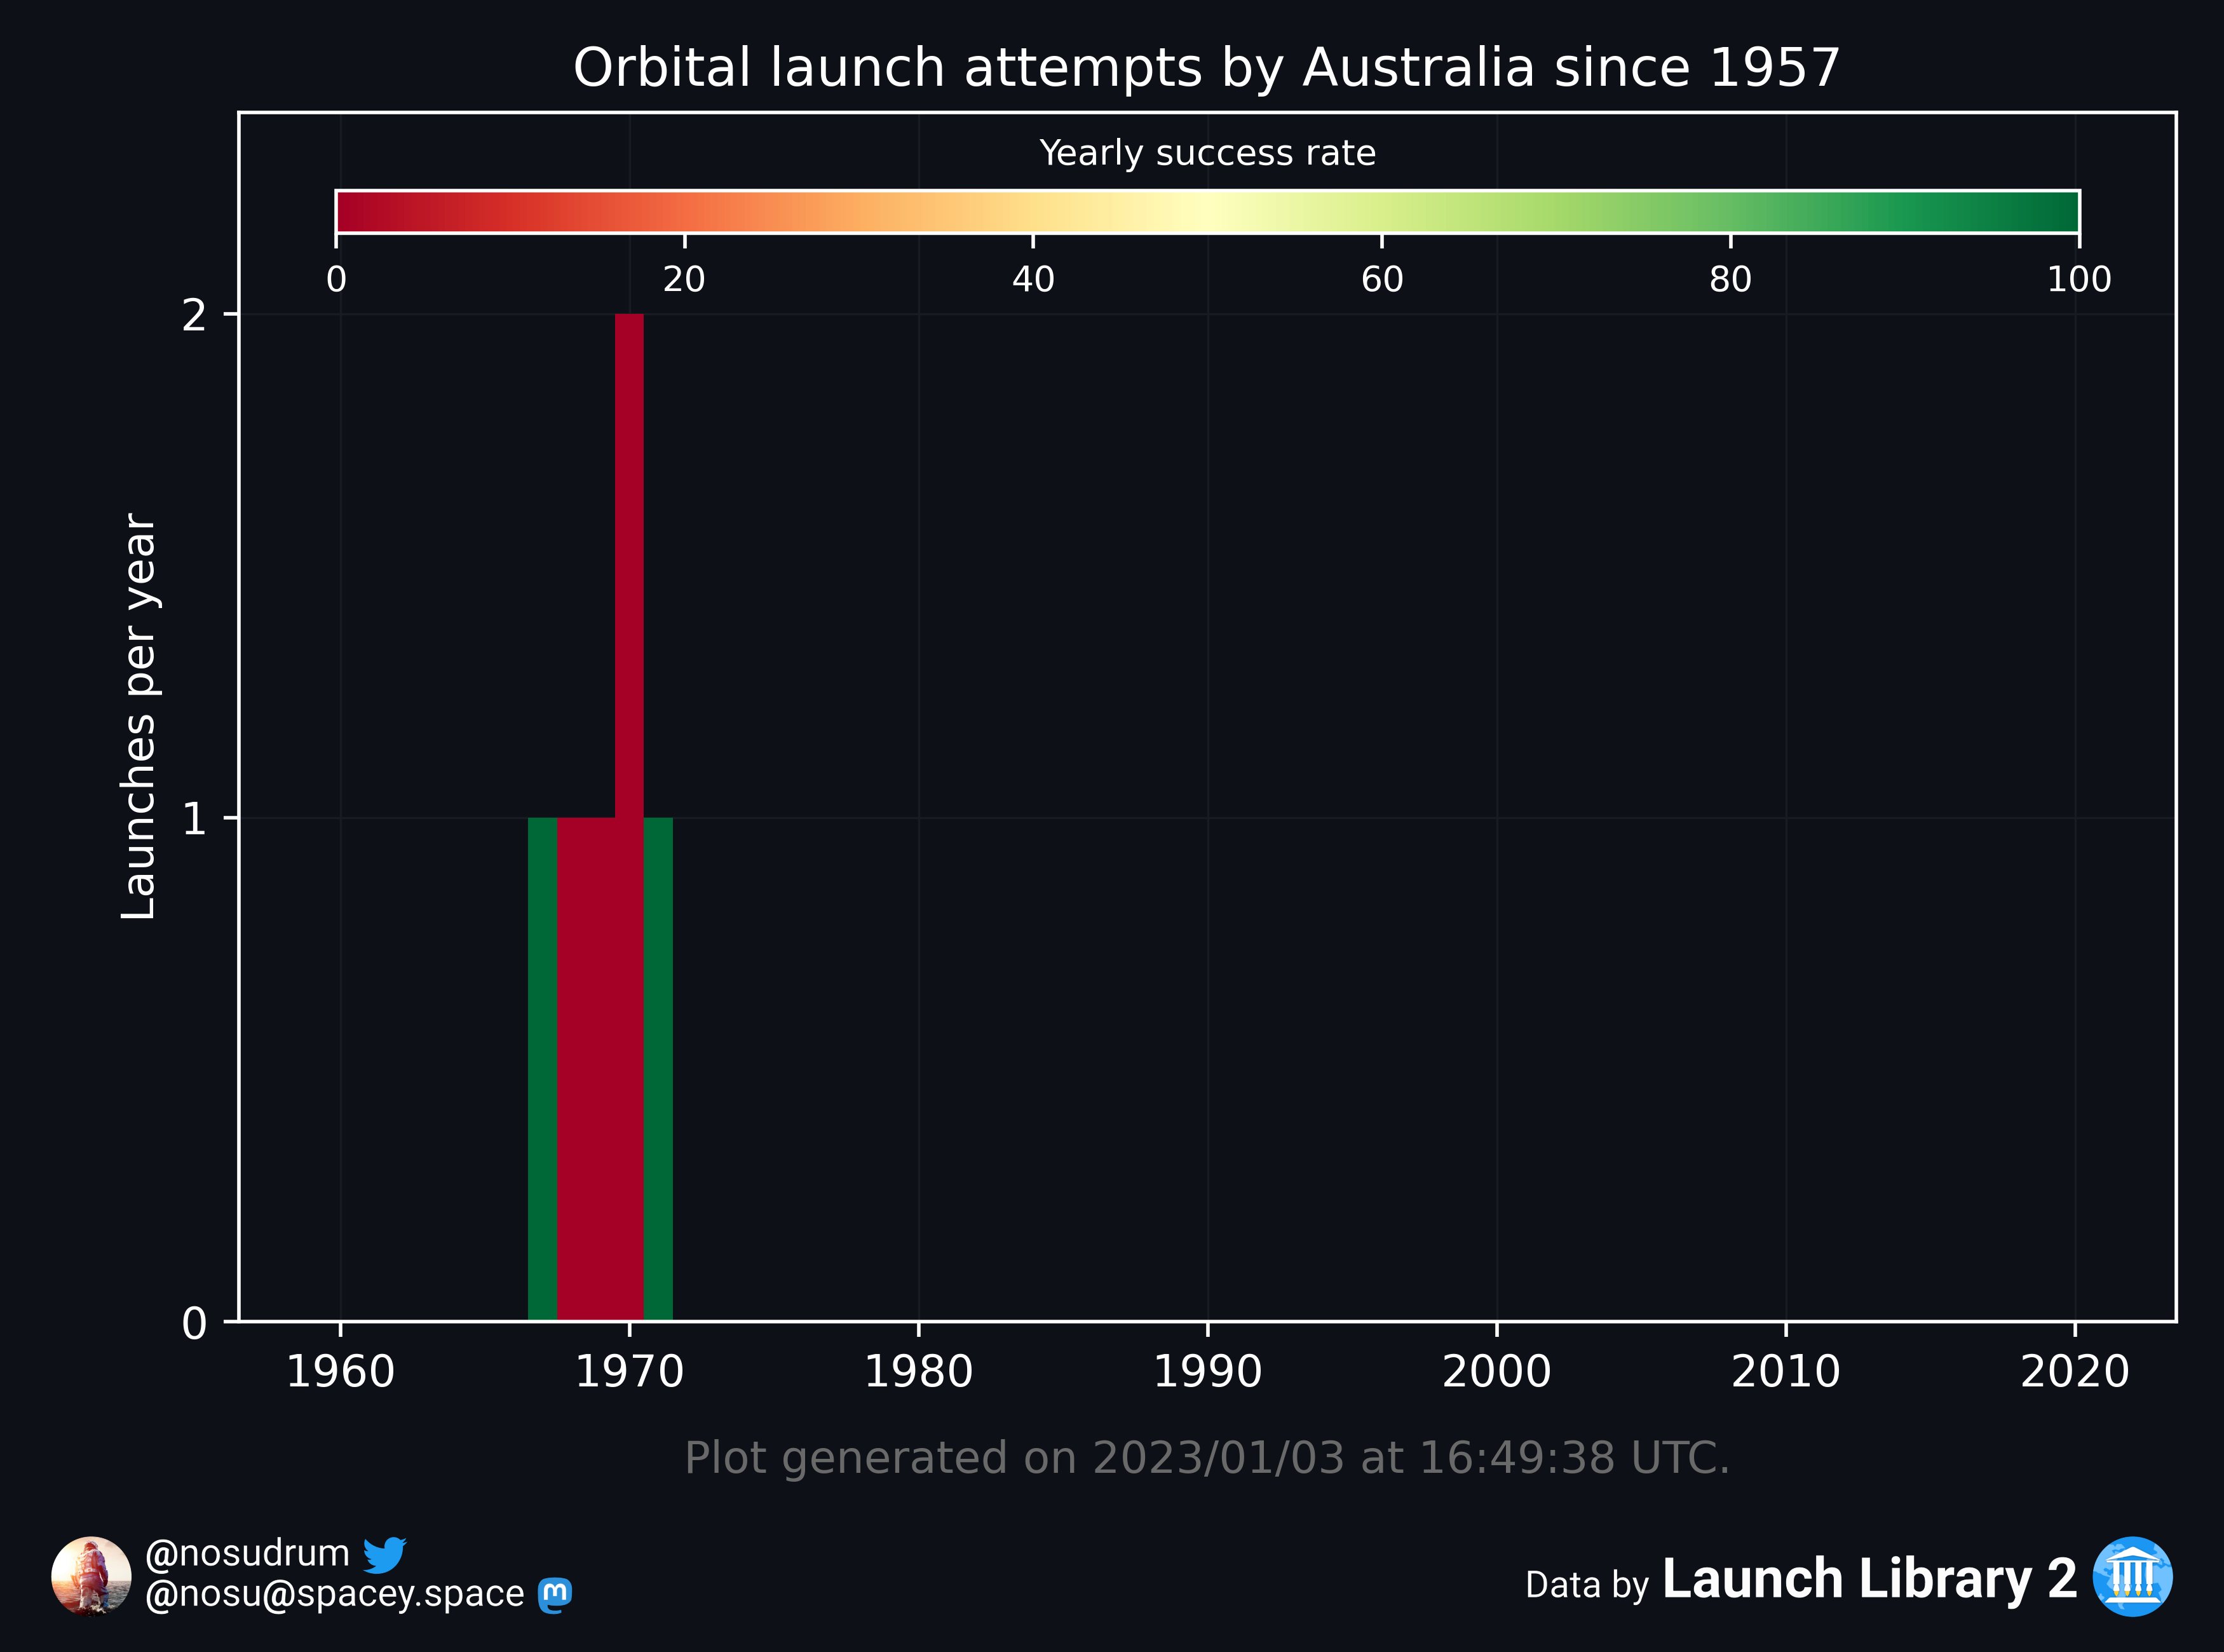 Orbital launch attempts by Australia since 1957
Yearly success rate
0 20 40 60 80 100
2
1
0
Launches per year
1960 1970 1980 1990 2000 2010 2020
Plot generated on 2023/01/03 at 16:49:38 UTC.
@nosudrum
@nosu@spacey.space
Data by Launch Library 2